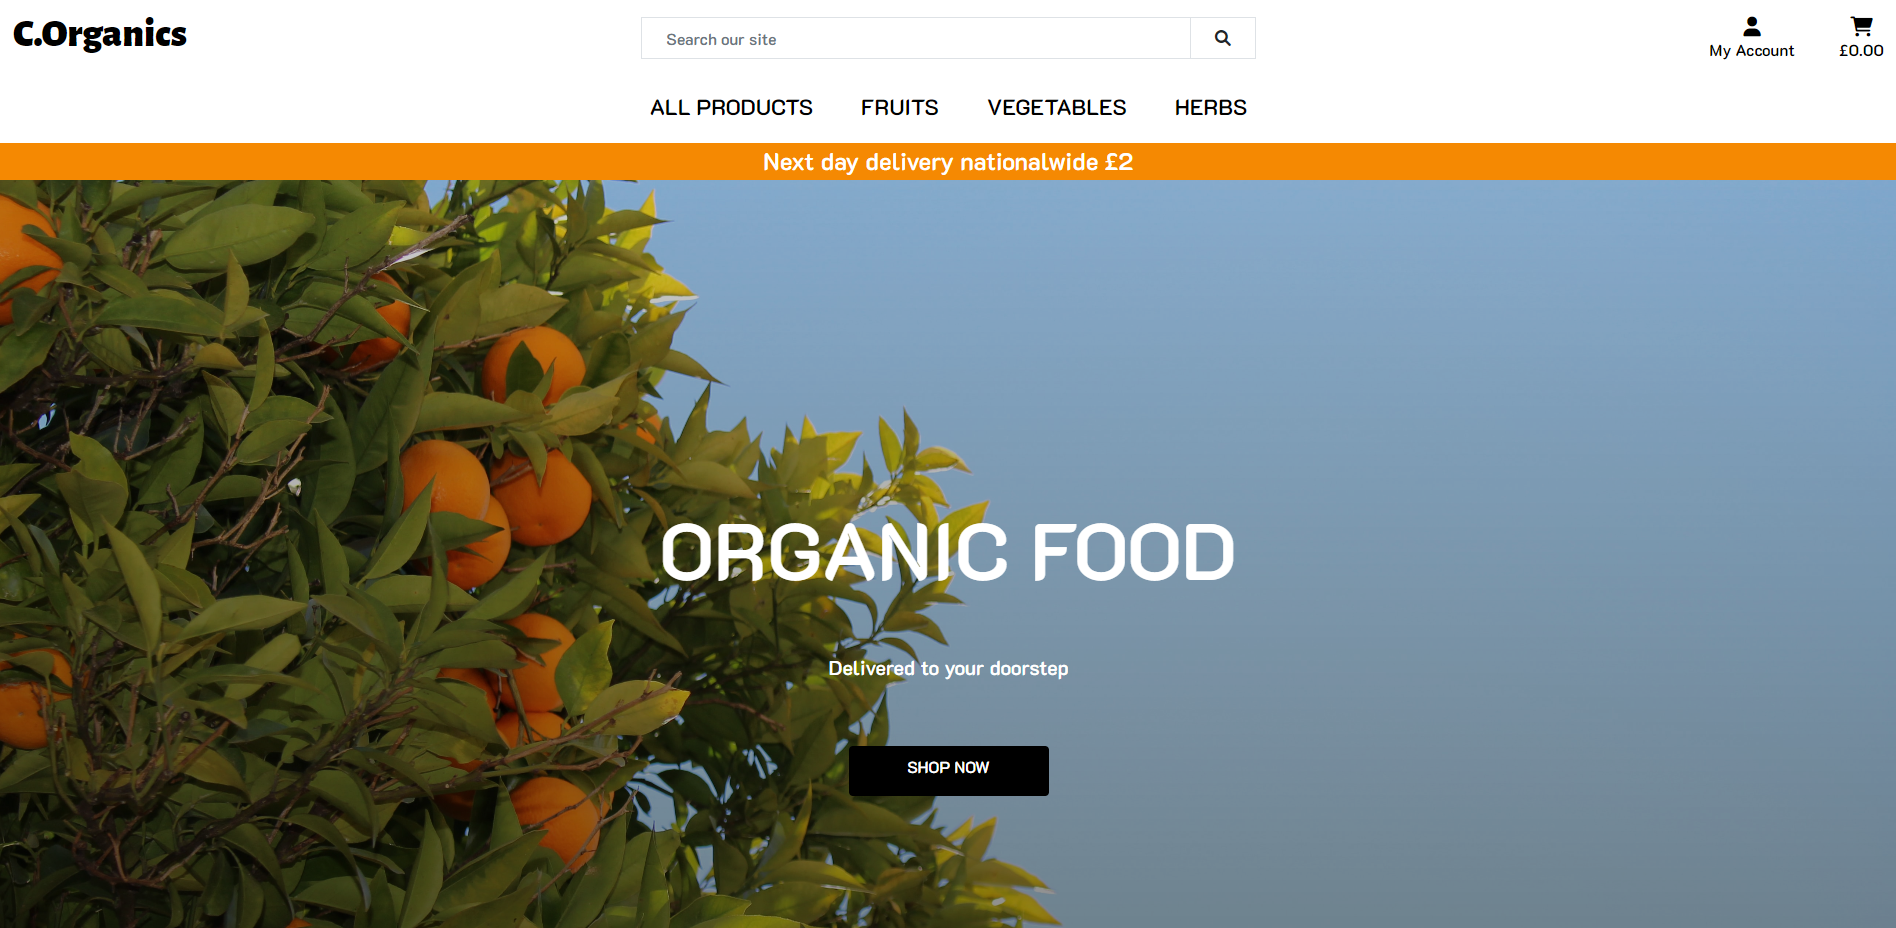 C.Organics
Search our site
My Account
£0.00
ALL PRODUCTS FRUITS VEGETABLES HERBS
Next day delivery nationalwide £2
ORGANIC FOOD
Delivered to your doorstep
SHOP NOW